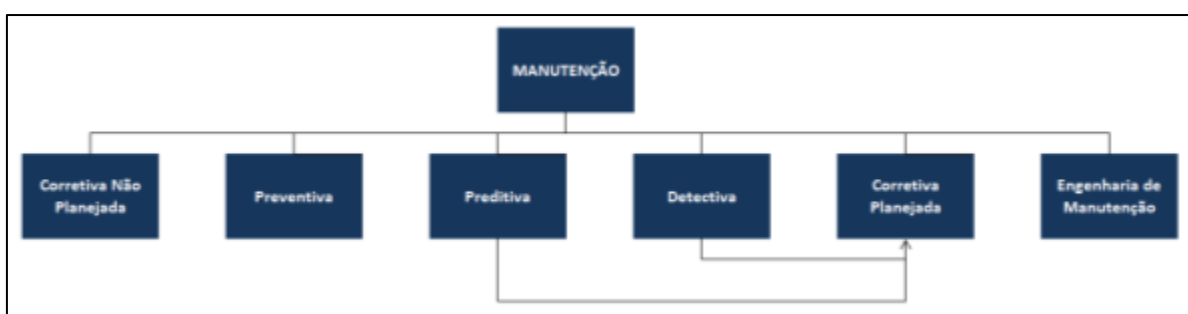 MANUTENÇÃO
Corretiva Não
Planejada
Preventiva
Preditiva
Detectiva
Corretiva
Planejada
Engenharia de
Manutenção